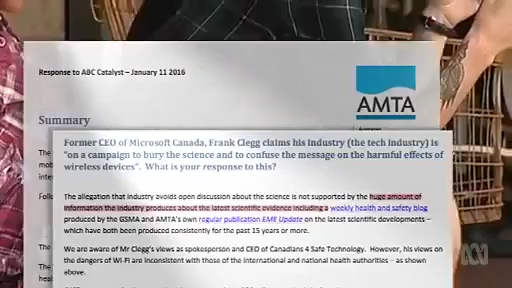 Response to ABC Catalyst – January 11 2016
AMTA
Summary
Former CEO of Microsoft Canada, Frank Clegg claims his industry (the tech industry) is
"on a campaign to bury the science and to confuse the message on the harmful effects of
wireless devices". What is your response to this?
The allegation that industry avoids open discussion about the science is not supported by the huge amount of
information the industry produces about the latest scientific evidence including a weekly health and safety blog
produced by the GSMA and AMTA's own regular publication EME Update on the latest scientific developments –
which have both been produced consistently for the past 15 years or more.
We are aware of Mr Clegg's views as spokesperson and CEO of Canadians 4 Safe Technology. However, his views on
the dangers of Wi-Fi are inconsistent with those of the international and national health authorities – as shown
above.